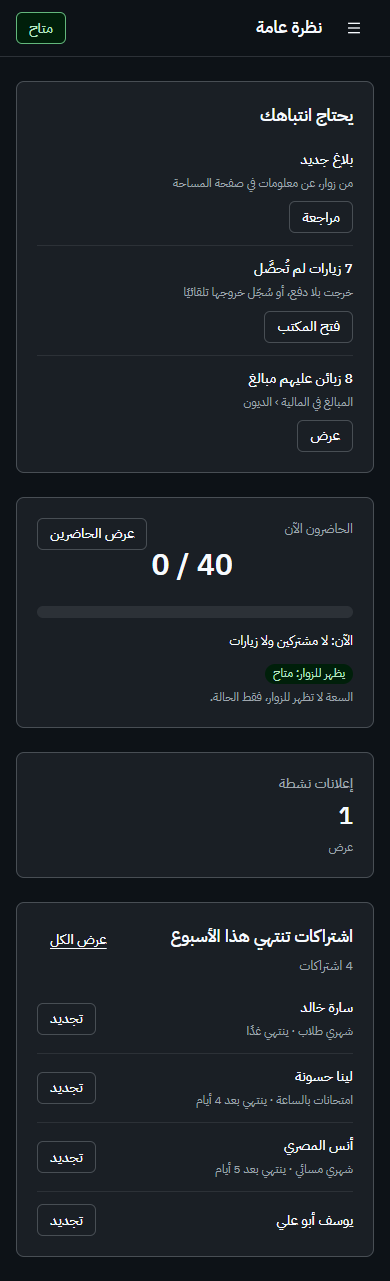 نظرة عامة
متاح
يحتاج انتباهك
بلاغ جديد
من زوار، عن معلومات في صفحة المساحة
مراجعة
7 زيارات لم تُحصَّل
خرجت بلا دفع، أو سُجّل خروجها تلقائيًا
فتح المكتب
8 زبائن عليهم مبالغ
المبالغ في المالية › الديون
عرض
الحاضرون الآن
عرض الحاضرين
0 / 40
الآن: لا مشتركين ولا زيارات
يظهر للزوار: متاح
السعة لا تظهر للزوار، فقط الحالة.
إعلانات نشطة
1
عرض
اشتراكات تنتهي هذا الأسبوع
عرض الكل
4 اشتراكات
سارة خالد
شهري طلاب · ينتهي غدًا
تجديد
لينا حسونة
امتحانات بالساعة · ينتهي بعد 4 أيام
تجديد
أنس المصري
شهري مسائي · ينتهي بعد 5 أيام
تجديد
يوسف أبو علي
تجديد